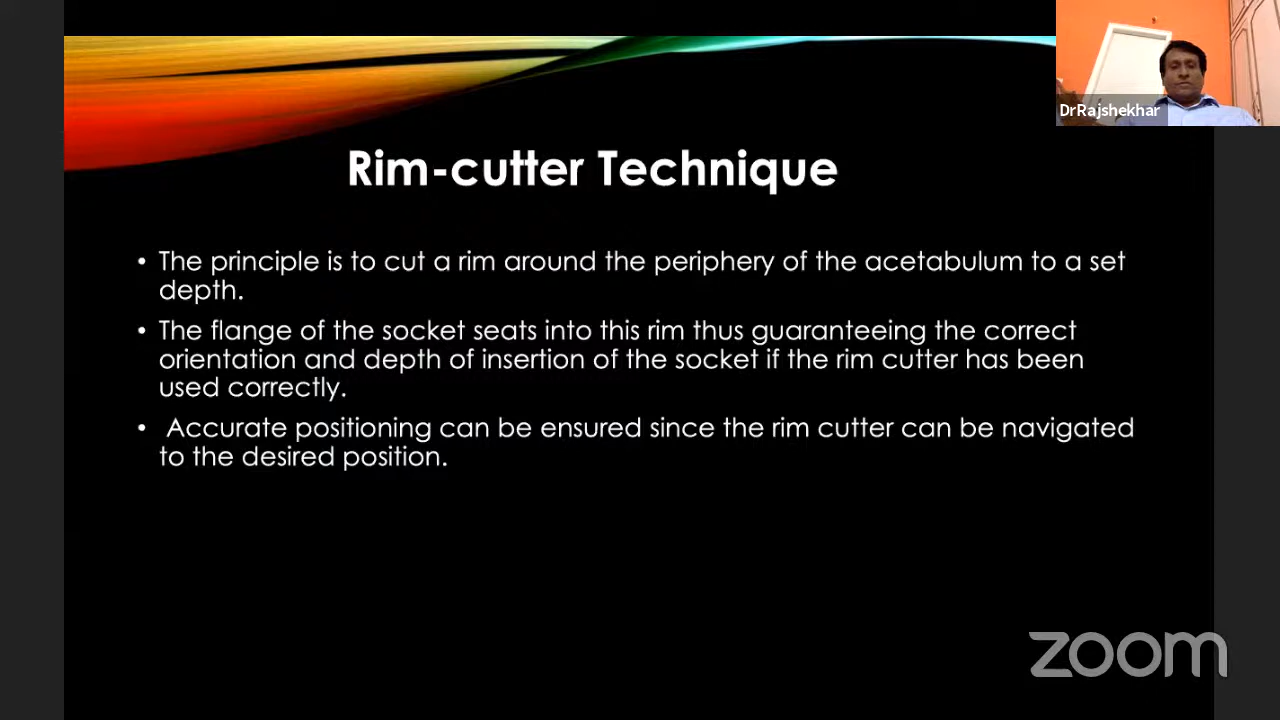 DrRajshekhar
Rim-cutter Technique
• The principle is to cut a rim around the periphery of the acetabulum to a set
depth.
• The flange of the socket seats into this rim thus guaranteeing the correct
orientation and depth of insertion of the socket if the rim cutter has been
used correctly.
• Accurate positioning can be ensured since the rim cutter can be navigated
to the desired position.
zoom